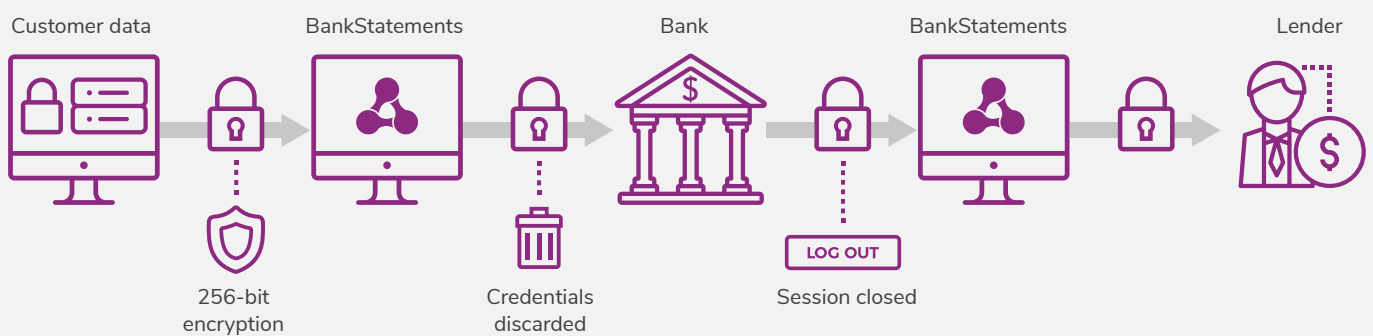 Customer data
BankStatements
Bank
BankStatements
Lender
$
$
LOG OUT
256-bit
encryption
Credentials
discarded
Session closed